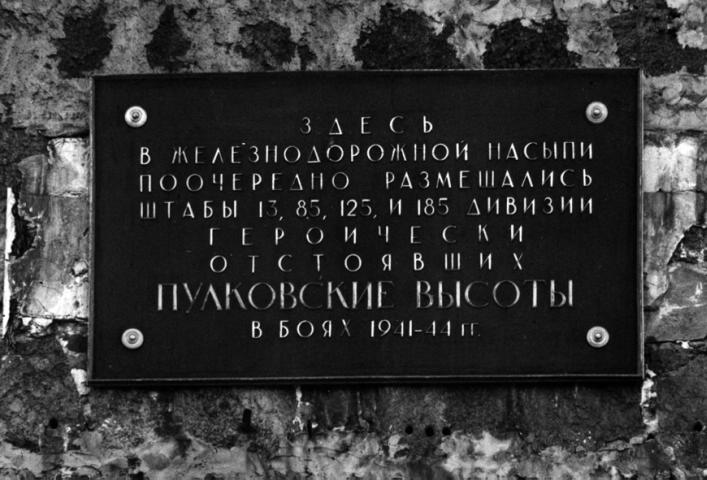 ЗДЕСЬ
В ЖЕЛЕЗНОДОРОЖНОЙ НАСЫПИ
ПООЧЕРЕДНО РАЗМЕЩАЛИСЬ
ШТАБЫ 13, 85, 125, И 185 ДИВИЗИИ
ГЕРОИЧЕСКИ
ОТСТОЯВШИХ
ПУЛКОВСКИЕ ВЫСОТЫ
В БОЯХ 1941-44 ГГ.